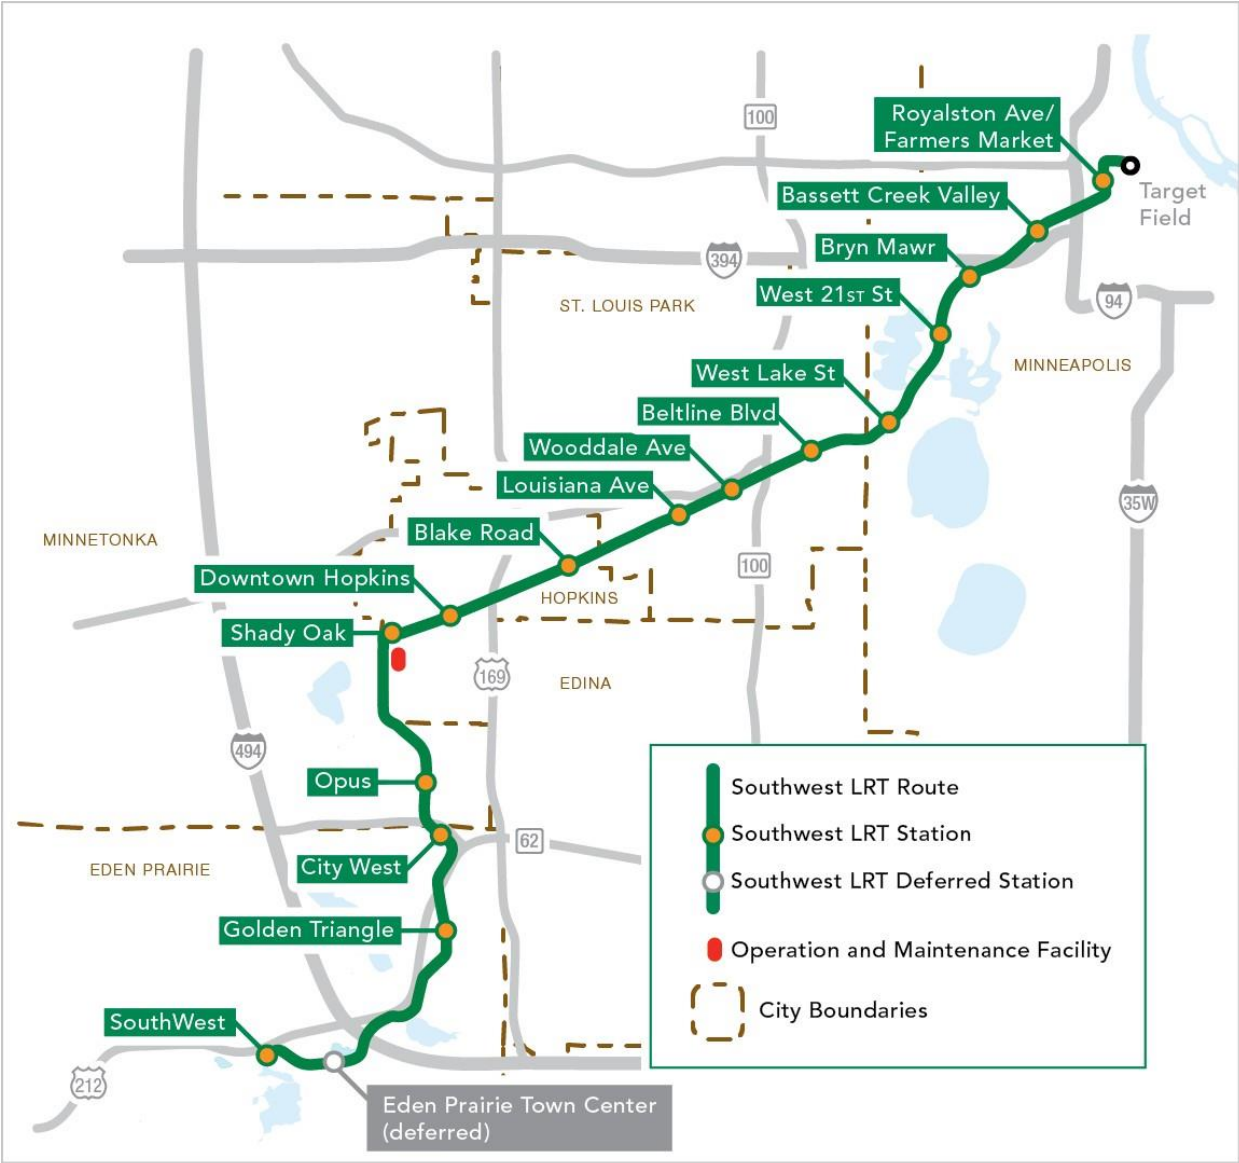 100
Royalston Ave/
Farmers Market
Target
Field
Bassett Creek Valley
Bryn Mawr
394
West 21ST St
94
ST. LOUIS PARK
MINNEAPOLIS
West Lake St
Beltline Blvd
Wooddale Ave
Louisiana Ave
35W
Blake Road
MINNETONKA
100
Downtown Hopkins
HOPKINS
Shady Oak
169
EDINA
494
Opus
62
City West
EDEN PRAIRIE
Golden Triangle
SouthWest
212
Eden Prairie Town Center
(deferred)
Southwest LRT Route
Southwest LRT Station
Southwest LRT Deferred Station
Operation and Maintenance Facility
City Boundaries